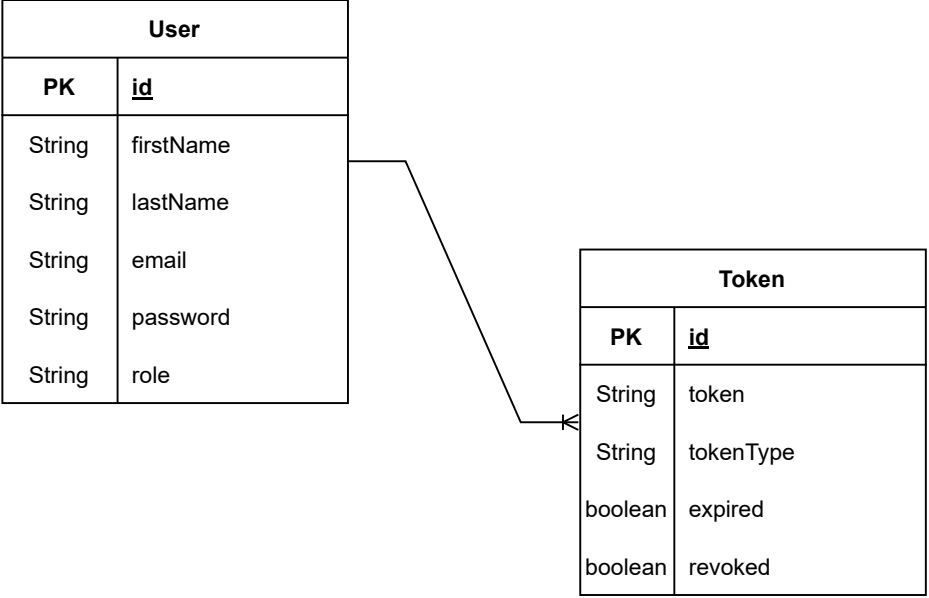 User
PK id
String firstName
String lastName
String email
String password
String role
Token
PK id
String token
String tokenType
boolean expired
boolean revoked